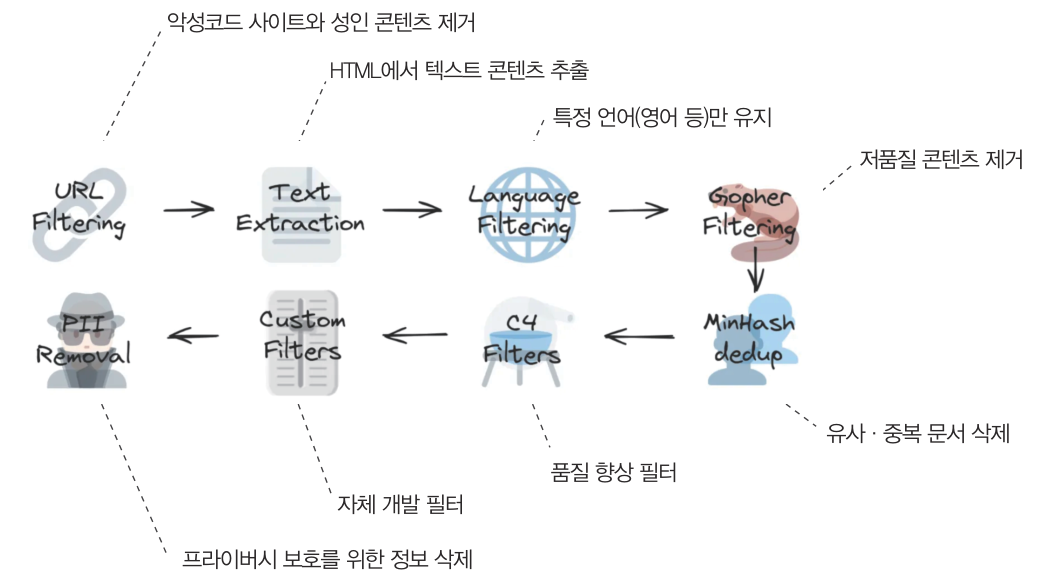 악성코드 사이트와 성인 콘텐츠 제거
HTML에서 텍스트 콘텐츠 추출
특정 언어(영어 등)만 유지
저품질 콘텐츠 제거
URL
Filtering
Text
Extraction
Language
Filtering
Gopher
Filtering
MinHash
dedup
C4
Filters
Custom
Filters
PII
Removal
유사 · 중복 문서 삭제
품질 향상 필터
자체 개발 필터
프라이버시 보호를 위한 정보 삭제